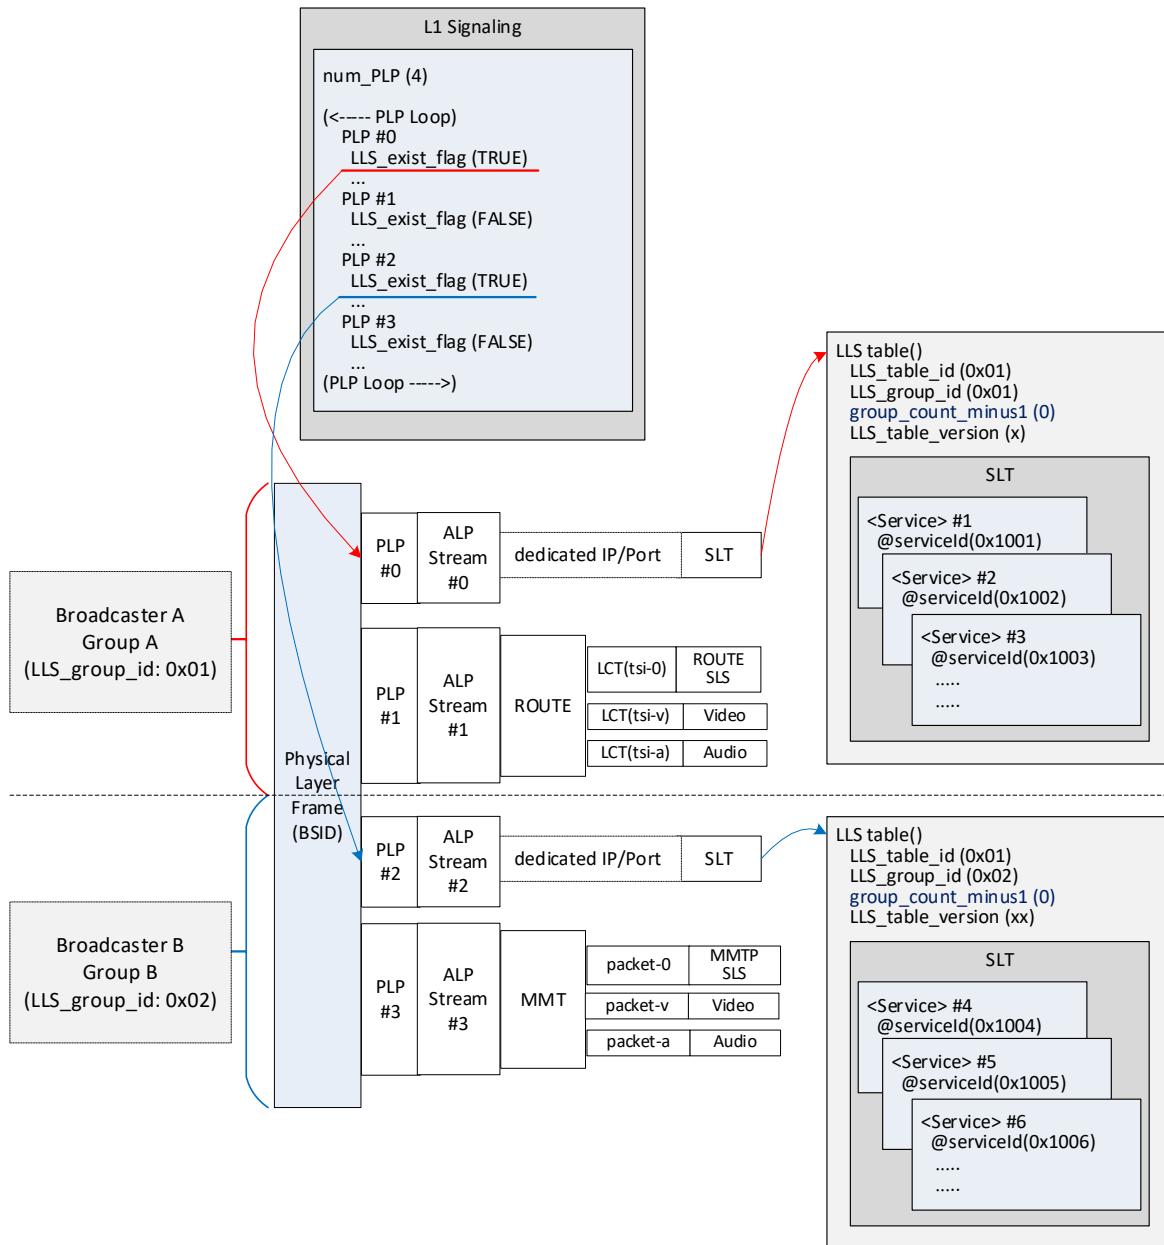 L1 Signaling
num_PLP (4)
(<----- PLP Loop)
PLP #0
LLS_exist_flag (TRUE)
...
PLP #1
LLS_exist_flag (FALSE)
...
PLP #2
LLS_exist_flag (TRUE)
...
PLP #3
LLS_exist_flag (FALSE)
...
(PLP Loop ----->)
Broadcaster A
Group A
(LLS_group_id: 0x01)
Broadcaster B
Group B
(LLS_group_id: 0x02)
Physical
Layer
Frame
(BSID)
PLP
#0
ALP
Stream
#0
dedicated IP/Port
SLT
PLP
#1
ALP
Stream
#1
ROUTE
LCT(tsi-0)
ROUTE
SLS
LCT(tsi-v)
Video
LCT(tsi-a)
Audio
PLP
#2
ALP
Stream
#2
dedicated IP/Port
SLT
PLP
#3
ALP
Stream
#3
MMT
packet-0
MMTP
SLS
packet-v
Video
packet-a
Audio
LLS table()
LLS_table_id (0x01)
LLS_group_id (0x01)
group_count_minus1 (0)
LLS_table_version (x)
SLT
<Service> #1
@serviceId(0x1001)
<Service> #2
@serviceId(0x1002)
<Service> #3
@serviceId(0x1003)
.....
.....
LLS table()
LLS_table_id (0x01)
LLS_group_id (0x02)
group_count_minus1 (0)
LLS_table_version (xx)
SLT
<Service> #4
@serviceId(0x1004)
<Service> #5
@serviceId(0x1005)
<Service> #6
@serviceId(0x1006)
.....
.....